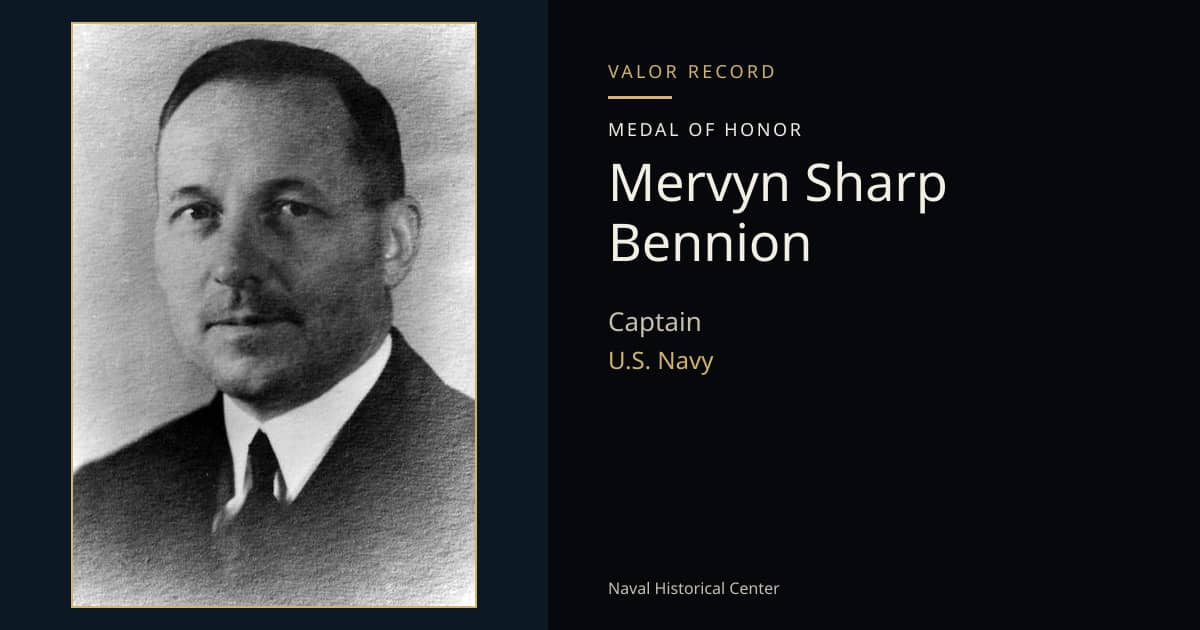 VALOR RECORD
MEDAL OF HONOR
Mervyn Sharp
Bennion
Captain
U.S. Navy
Naval Historical Center